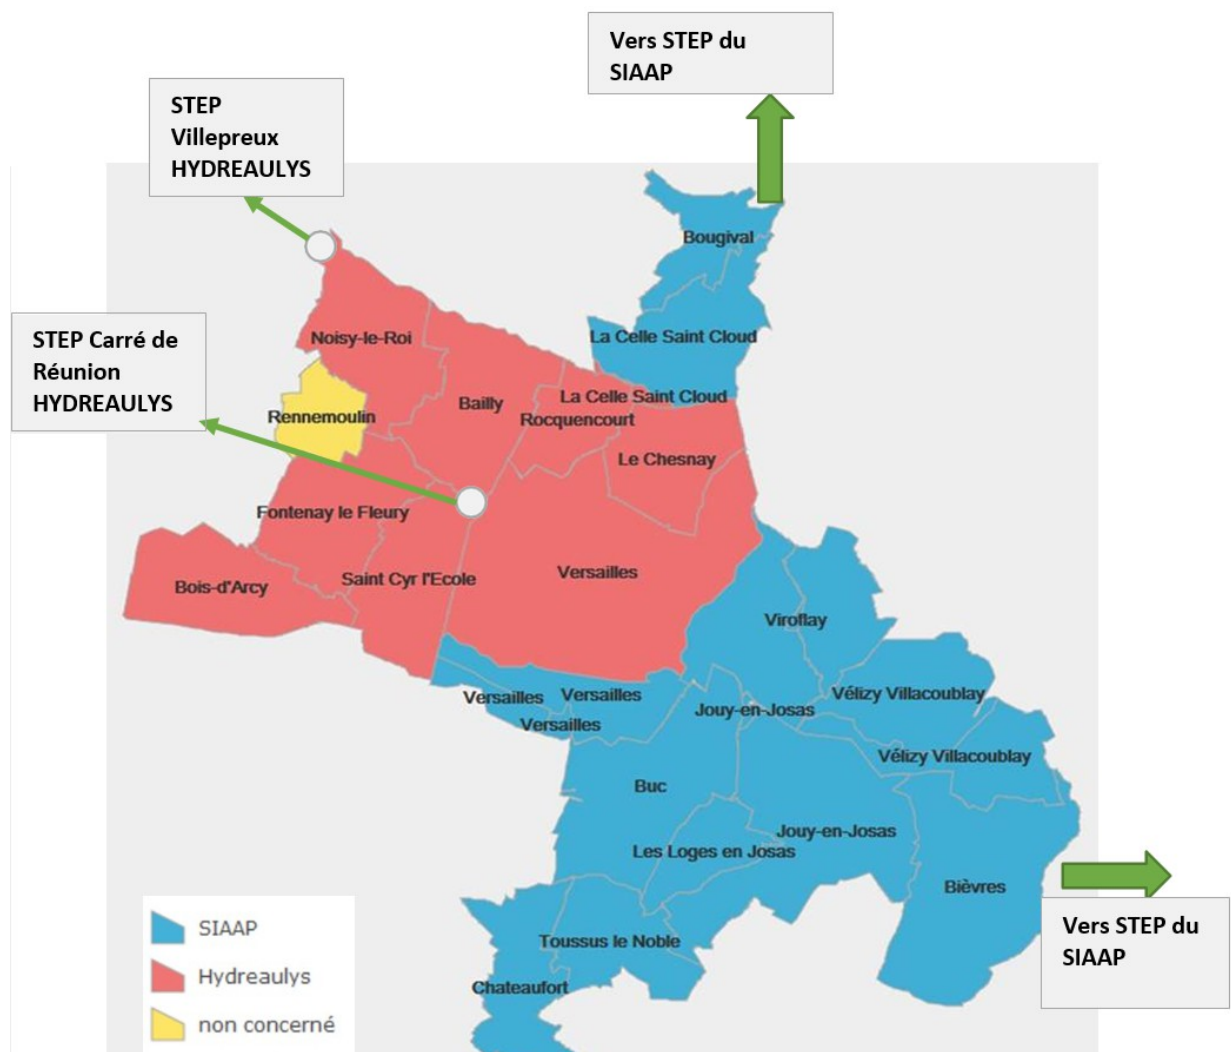 Vers STEP du
SIAAP
STEP
Villepreux
HYDREAULYS
Bougival
STEP Carré de
Réunion
HYDREAULYS
Noisy-le-Roi
La Celle Saint Cloud
La Celle Saint Cloud
Bailly
Rennemoulin
Rocquencourt
Le Chesnay
Fontenay le Fleury
Versailles
Saint Cyr l'Ecole
Bois-d'Arcy
Viroflay
Versailles
Versailles
Vélizy Villacoublay
Jouy-en-Josas
Versailles
Vélizy Villacoublay
Buc
Jouy-en-Josas
Les Loges en Josas
Bièvres
Vers STEP du
SIAAP
Toussus le Noble
Chateaufort
SIAAP
Hydreaulys
non concerné